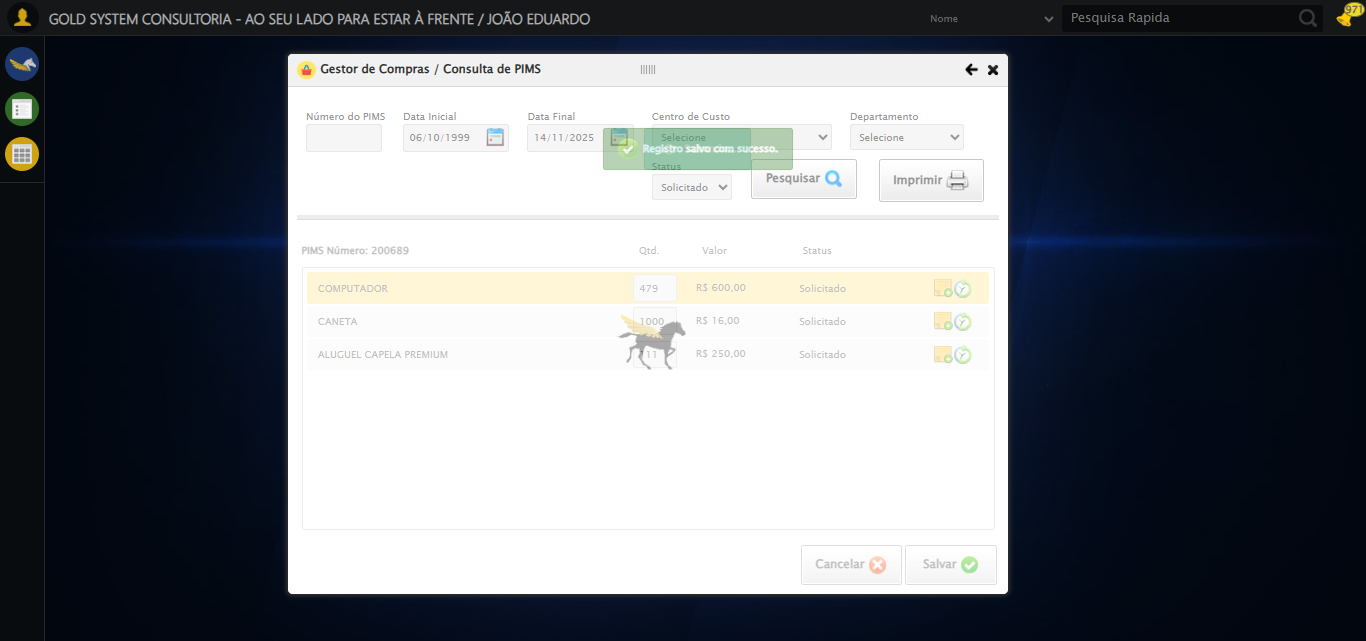 GOLD SYSTEM CONSULTORIA - AO SEU LADO PARA ESTAR À FRENTE / JOÃO EDUARDO
Nome
Pesquisa Rapida
971
Gestor de Compras / Consulta de PIMS
Número do PIMS
Data Inicial
Data Final
Centro de Custo
Departamento
06/10/1999
14/11/2025
Selecione
Selecione
Registro salvo com sucesso.
Status
Solicitado
Pesquisar
Imprimir
PIMS Número: 200689
Qtd.
Valor
Status
COMPUTADOR
479
R$ 600,00
Solicitado
CANETA
1000
R$ 16,00
Solicitado
ALUGUEL CAPELA PREMIUM
711
R$ 250,00
Solicitado
Cancelar
Salvar